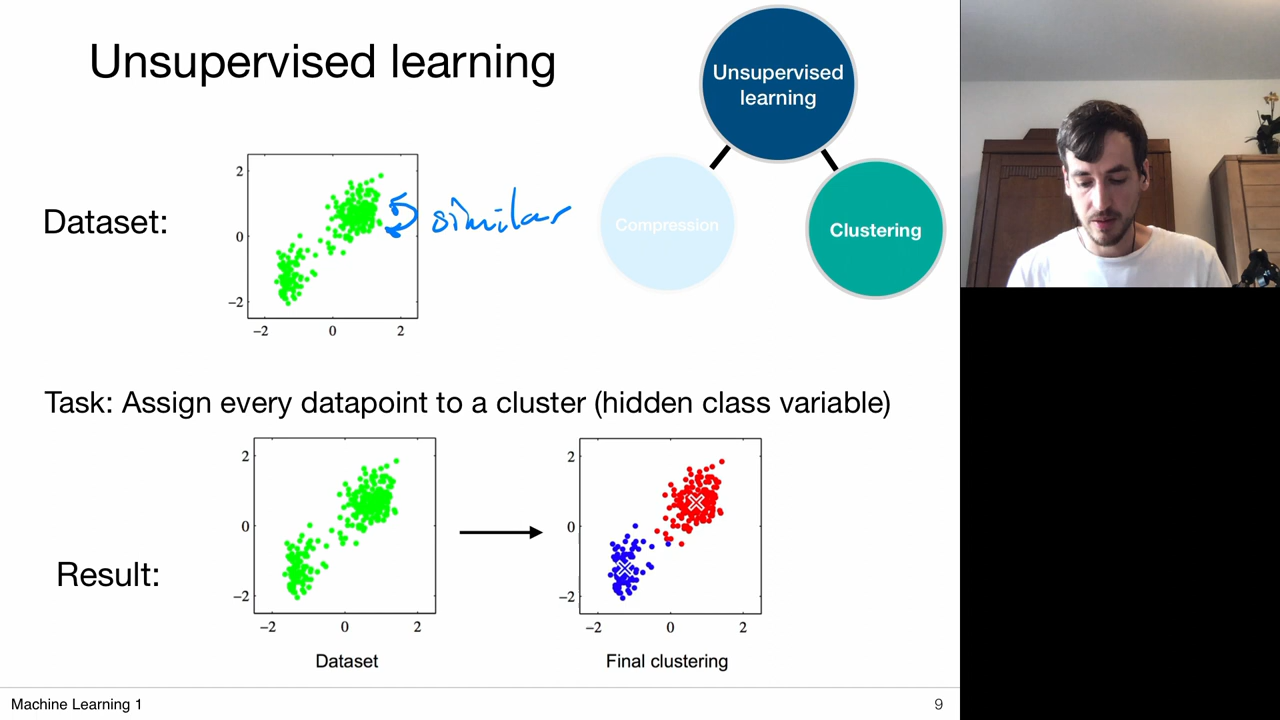 Unsupervised learning
Unsupervised
learning
Compression
Clustering
Dataset:
2
0
−2
−2 0 2
similar
Task: Assign every datapoint to a cluster (hidden class variable)
Result:
2
0
−2
−2 0 2
Dataset
2
0
−2
−2 0 2
Final clustering
Machine Learning 1
9